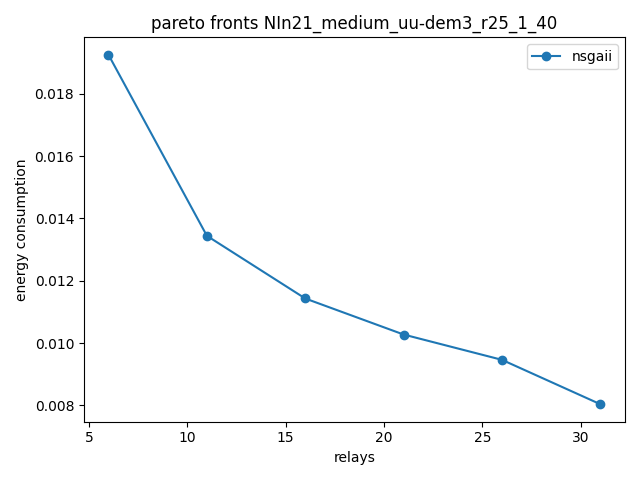 pareto fronts NIn21_medium_uu-dem3_r25_1_40
nsgaii
energy consumption
0.018
0.016
0.014
0.012
0.010
0.008
5 10 15 20 25 30
relays